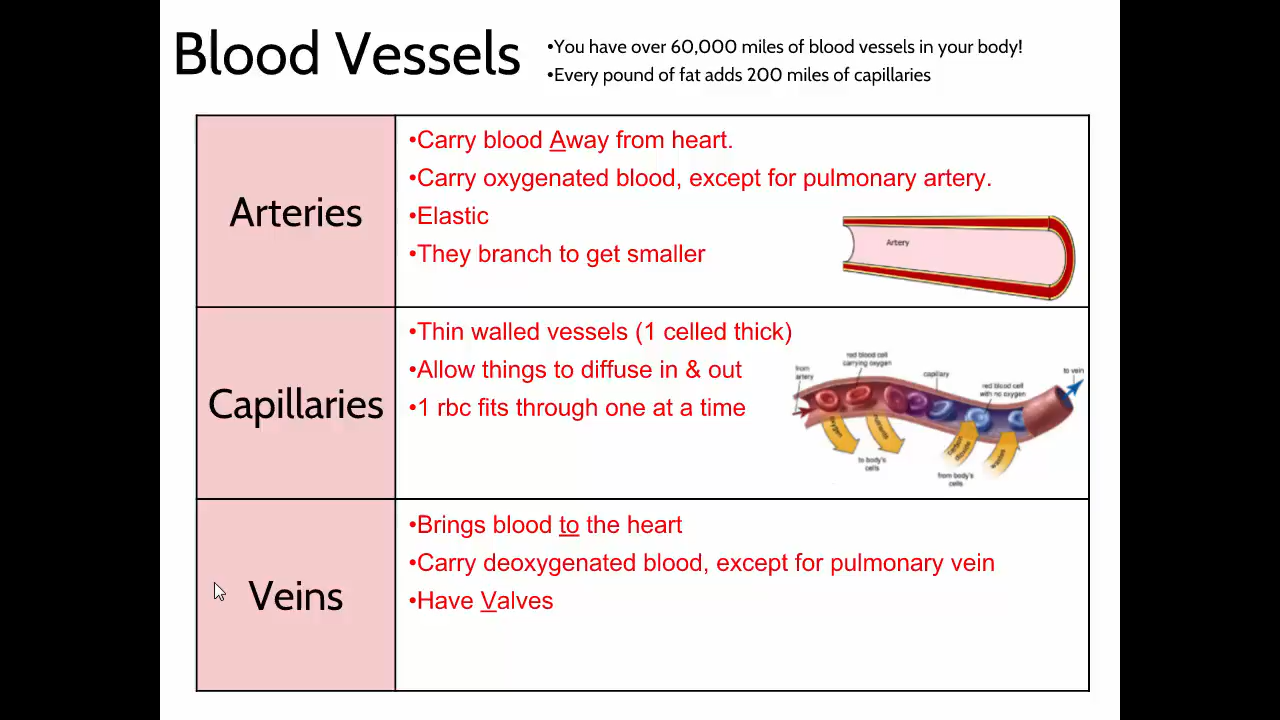 Blood Vessels
•You have over 60,000 miles of blood vessels in your body!
•Every pound of fat adds 200 miles of capillaries
Arteries
•Carry blood Away from heart.
•Carry oxygenated blood, except for pulmonary artery.
•Elastic
•They branch to get smaller
Artery
Capillaries
•Thin walled vessels (1 celled thick)
•Allow things to diffuse in & out
•1 rbc fits through one at a time
from
artery
red blood cell
carrying oxygen
capillary
red blood cell
with no oxygen
to vein
oxygen
nutrients
to body's
cells
carbon
dioxide
wastes
from body's
cells
Veins
•Brings blood to the heart
•Carry deoxygenated blood, except for pulmonary vein
•Have Valves